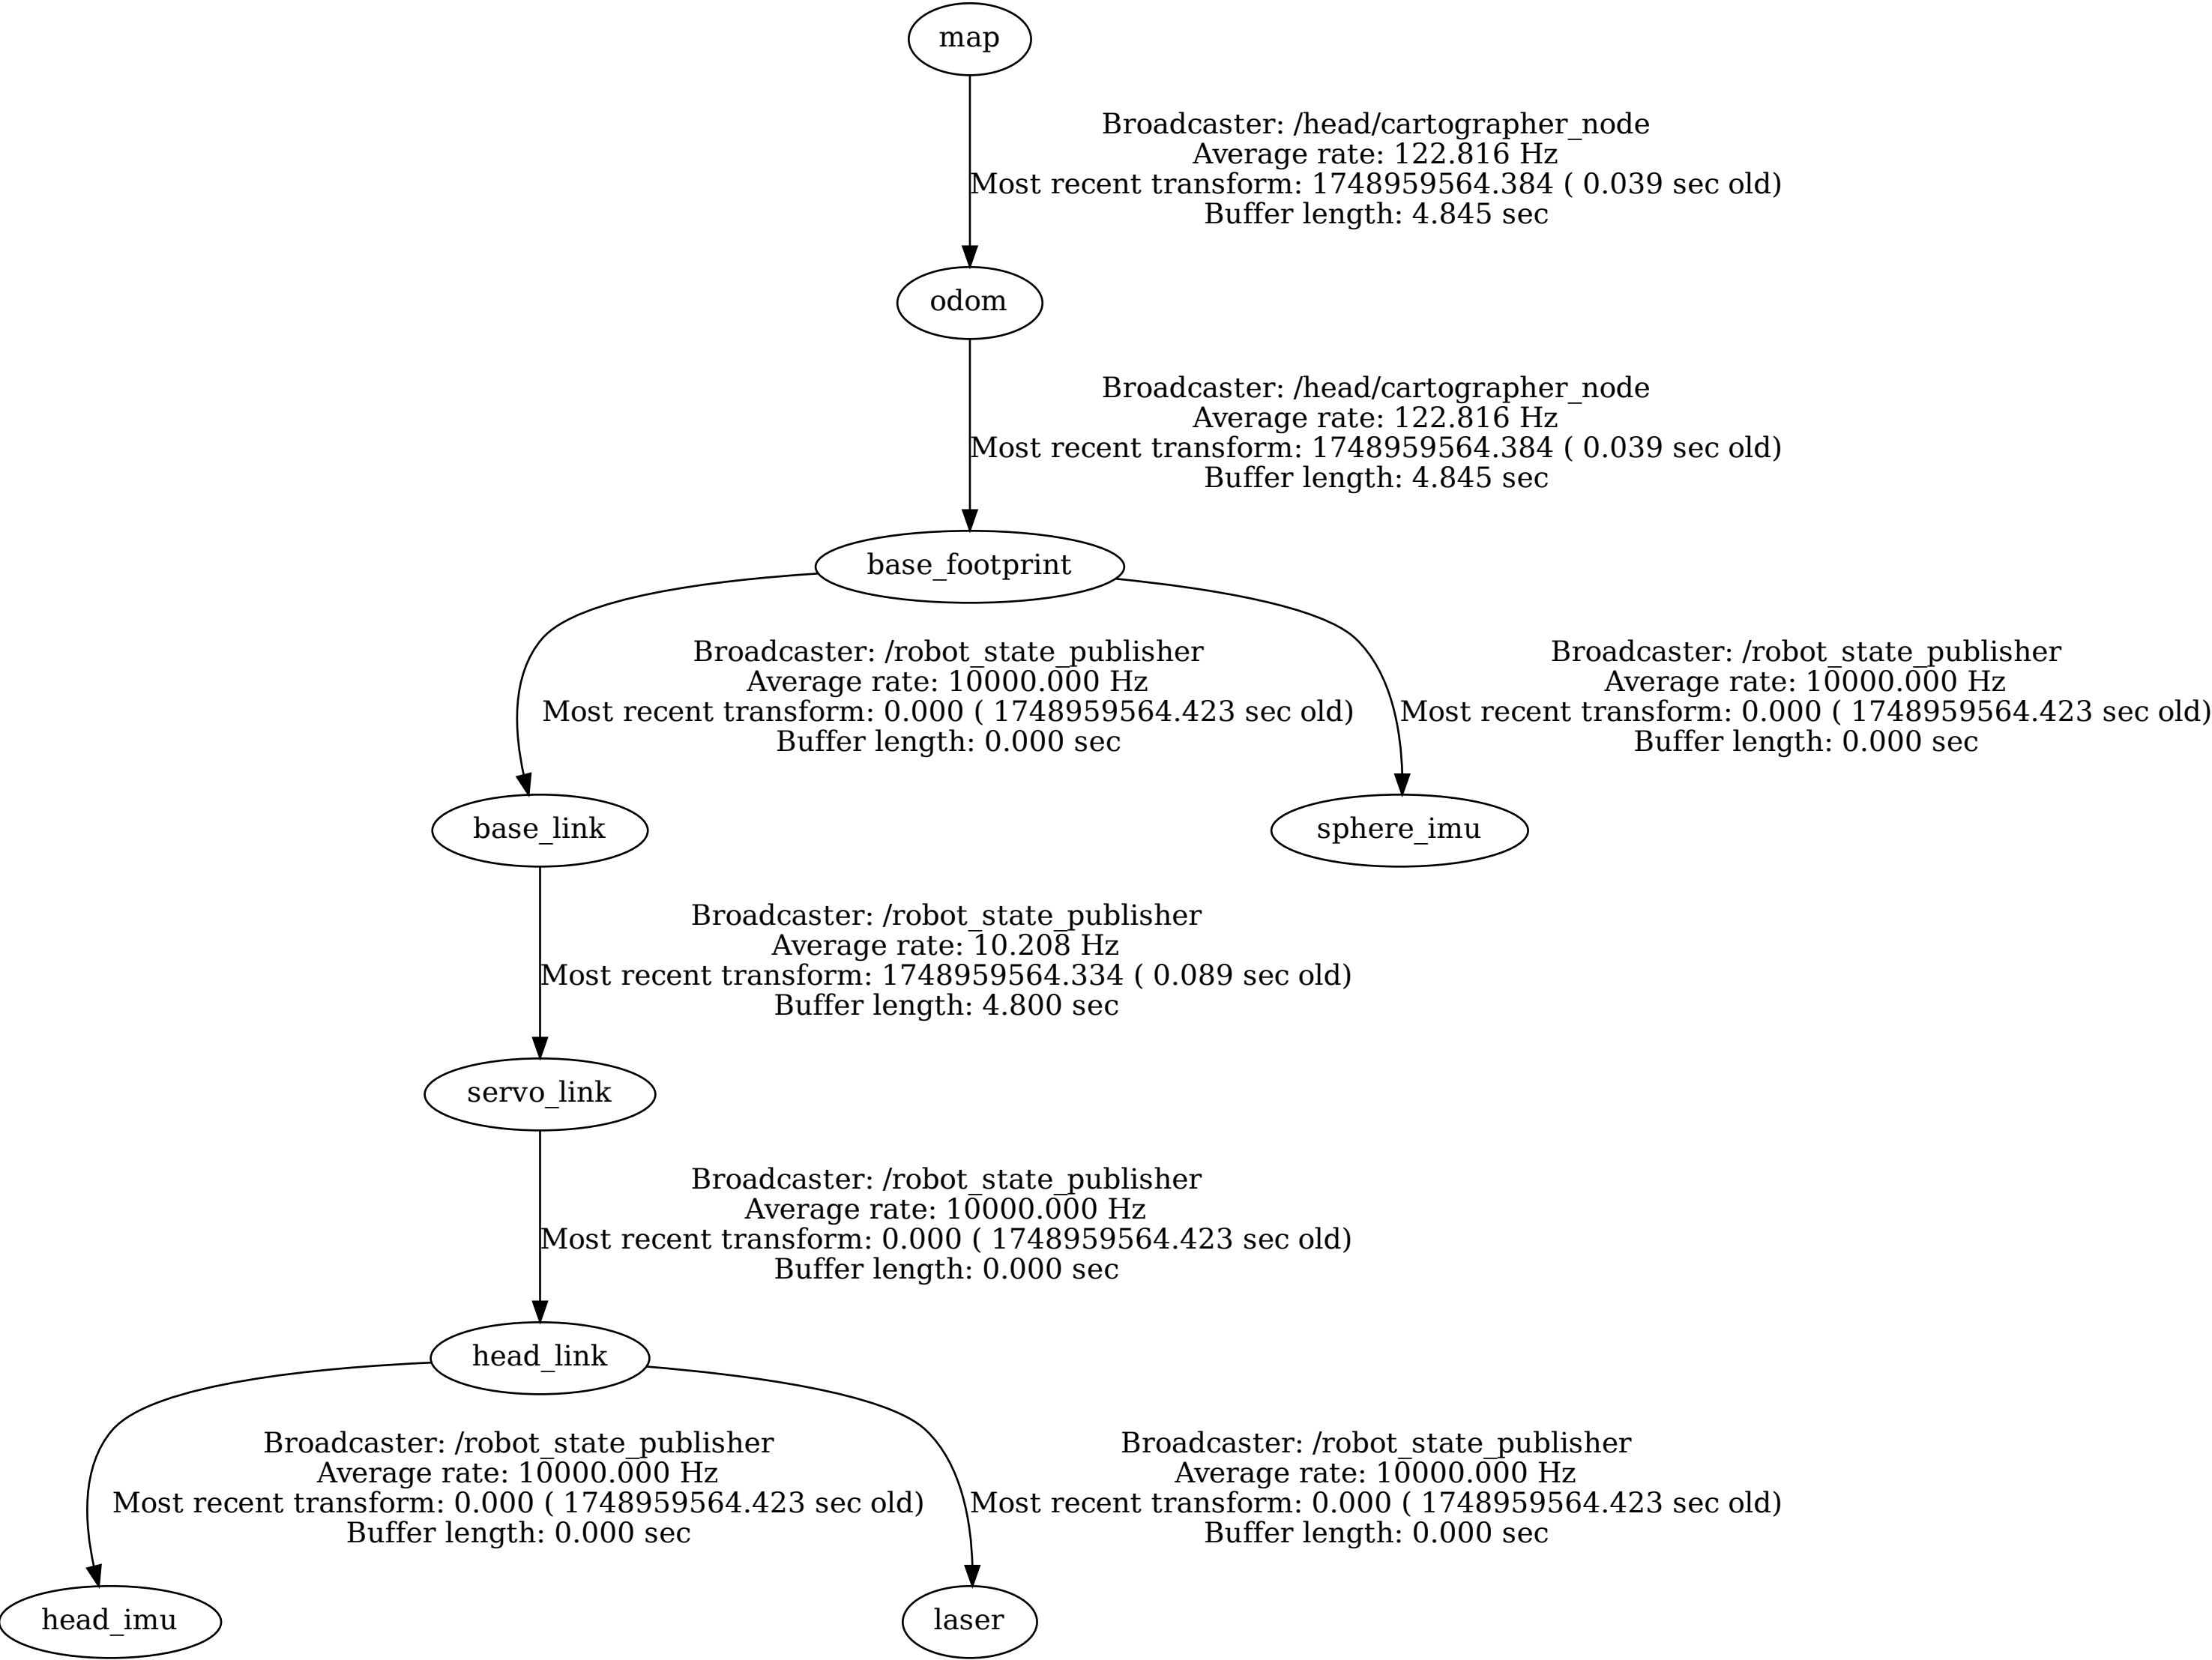 map
Broadcaster: /head/cartographer_node
Average rate: 122.816 Hz
Most recent transform: 1748959564.384 ( 0.039 sec old)
Buffer length: 4.845 sec
odom
Broadcaster: /head/cartographer_node
Average rate: 122.816 Hz
Most recent transform: 1748959564.384 ( 0.039 sec old)
Buffer length: 4.845 sec
base_footprint
Broadcaster: /robot_state_publisher
Average rate: 10000.000 Hz
Most recent transform: 0.000 ( 1748959564.423 sec old)
Buffer length: 0.000 sec
Broadcaster: /robot_state_publisher
Average rate: 10000.000 Hz
Most recent transform: 0.000 ( 1748959564.423 sec old)
Buffer length: 0.000 sec
base_link
sphere_imu
Broadcaster: /robot_state_publisher
Average rate: 10.208 Hz
Most recent transform: 1748959564.334 ( 0.089 sec old)
Buffer length: 4.800 sec
servo_link
Broadcaster: /robot_state_publisher
Average rate: 10000.000 Hz
Most recent transform: 0.000 ( 1748959564.423 sec old)
Buffer length: 0.000 sec
head_link
Broadcaster: /robot_state_publisher
Average rate: 10000.000 Hz
Most recent transform: 0.000 ( 1748959564.423 sec old)
Buffer length: 0.000 sec
Broadcaster: /robot_state_publisher
Average rate: 10000.000 Hz
Most recent transform: 0.000 ( 1748959564.423 sec old)
Buffer length: 0.000 sec
head_imu
laser